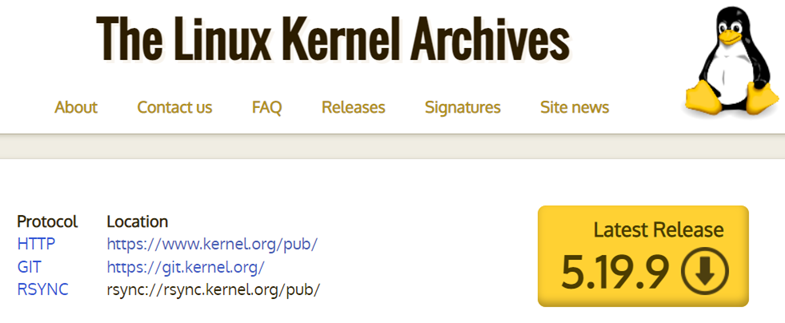 The Linux Kernel Archives
About Contact us FAQ Releases Signatures Site news
Protocol Location
HTTP https://www.kernel.org/pub/
GIT https://git.kernel.org/
RSYNC rsync://rsync.kernel.org/pub/
Latest Release
5.19.9